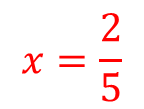 x = 2/5